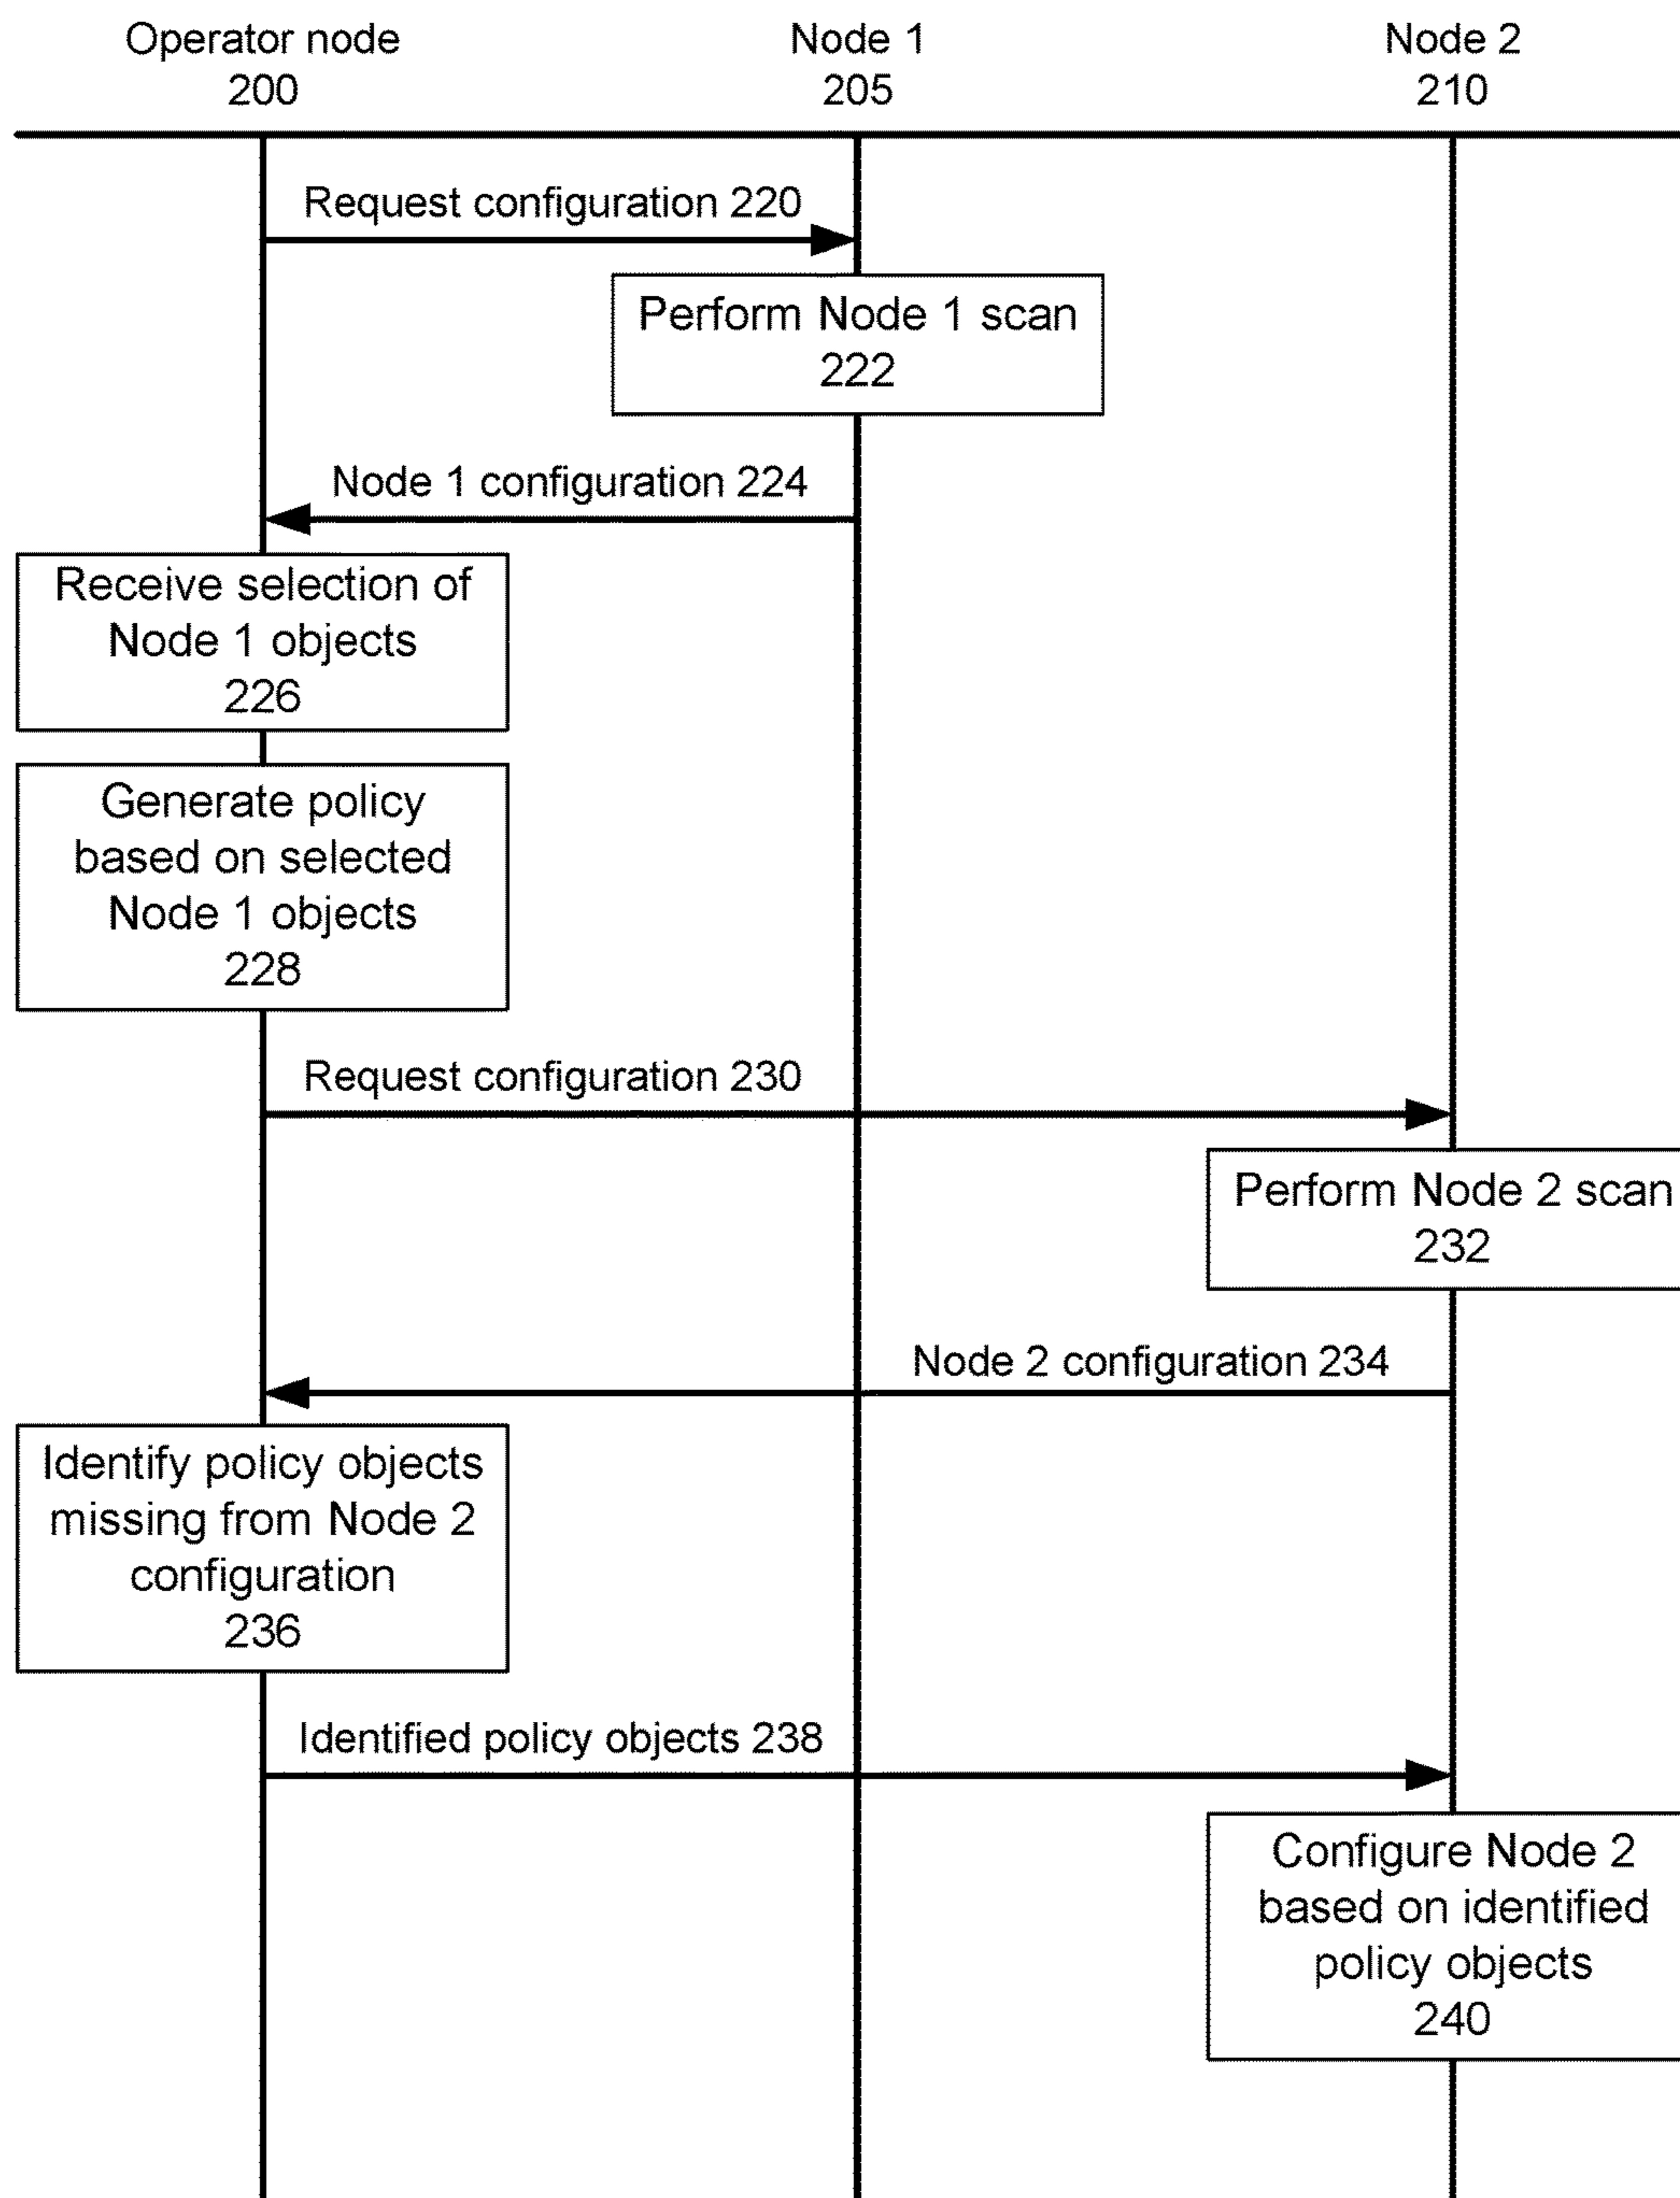 Operator node
200
Node 1
205
Node 2
210
Request configuration 220
Perform Node 1 scan
222
Node 1 configuration 224
Receive selection of
Node 1 objects
226
Generate policy
based on selected
Node 1 objects
228
Request configuration 230
Perform Node 2 scan
232
Node 2 configuration 234
Identify policy objects
missing from Node 2
configuration
236
Identified policy objects 238
Configure Node 2
based on identified
policy objects
240